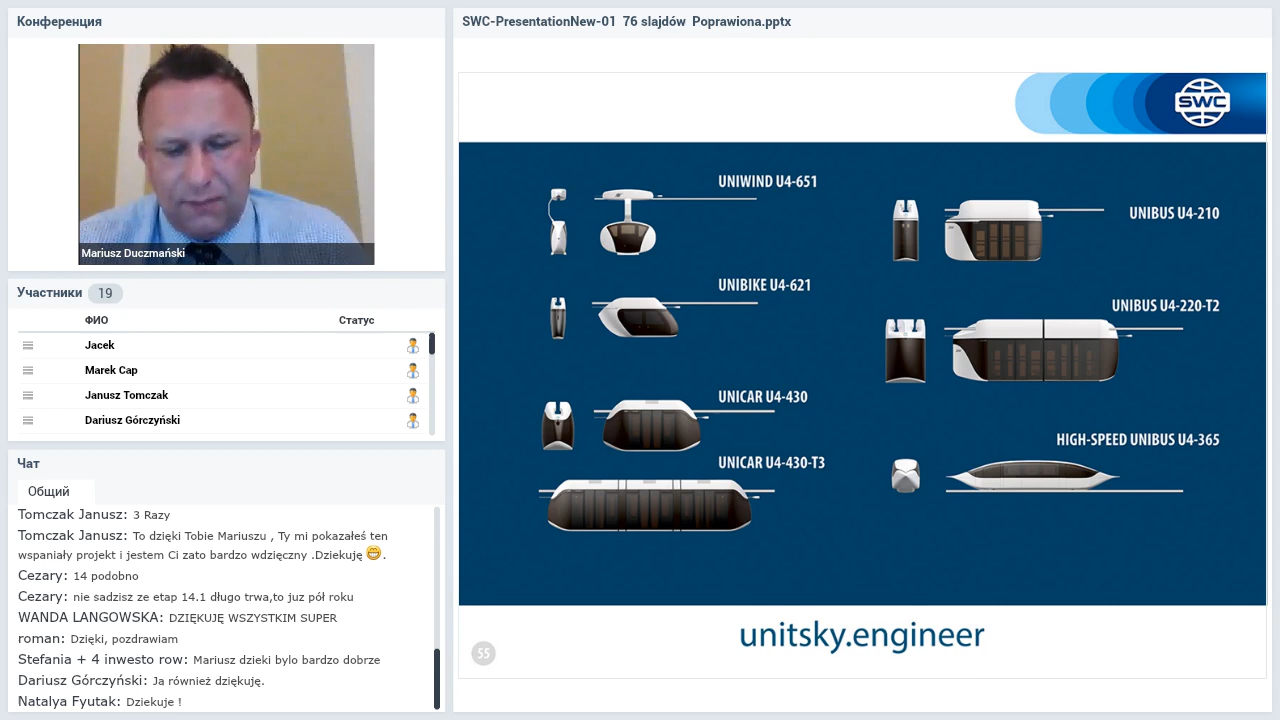 Конференция
Mariusz Duczmański
Участники 19
ФИО Статус
Jacek
Marek Cap
Janusz Tomczak
Dariusz Górczyński
Чат
Общий
Tomczak Janusz: 3 Razy
Tomczak Janusz: To dzięki Tobie Mariuszu , Ty mi pokazałeś ten
wspaniały projekt i jestem Ci zato bardzo wdzięczny .Dziekuję 😁.
Cezary: 14 podobno
Cezary: nie sadzisz ze etap 14.1 długo trwa,to juz pół roku
WANDA LANGOWSKA: DZIĘKUJĘ WSZYSTKIM SUPER
roman: Dzięki, pozdrawiam
Stefania + 4 inwesto row: Mariusz dzieki bylo bardzo dobrze
Dariusz Górczyński: Ja również dziękuję.
Natalya Fyutak: Dziekuje !
SWC-PresentationNew-01 76 slajdów Poprawiona.pptx
SWC
UNIWIND U4-651
UNIBUS U4-210
UNIBIKE U4-621
UNIBUS U4-220-T2
UNICAR U4-430
HIGH-SPEED UNIBUS U4-365
UNICAR U4-430-T3
unitsky.engineer
55